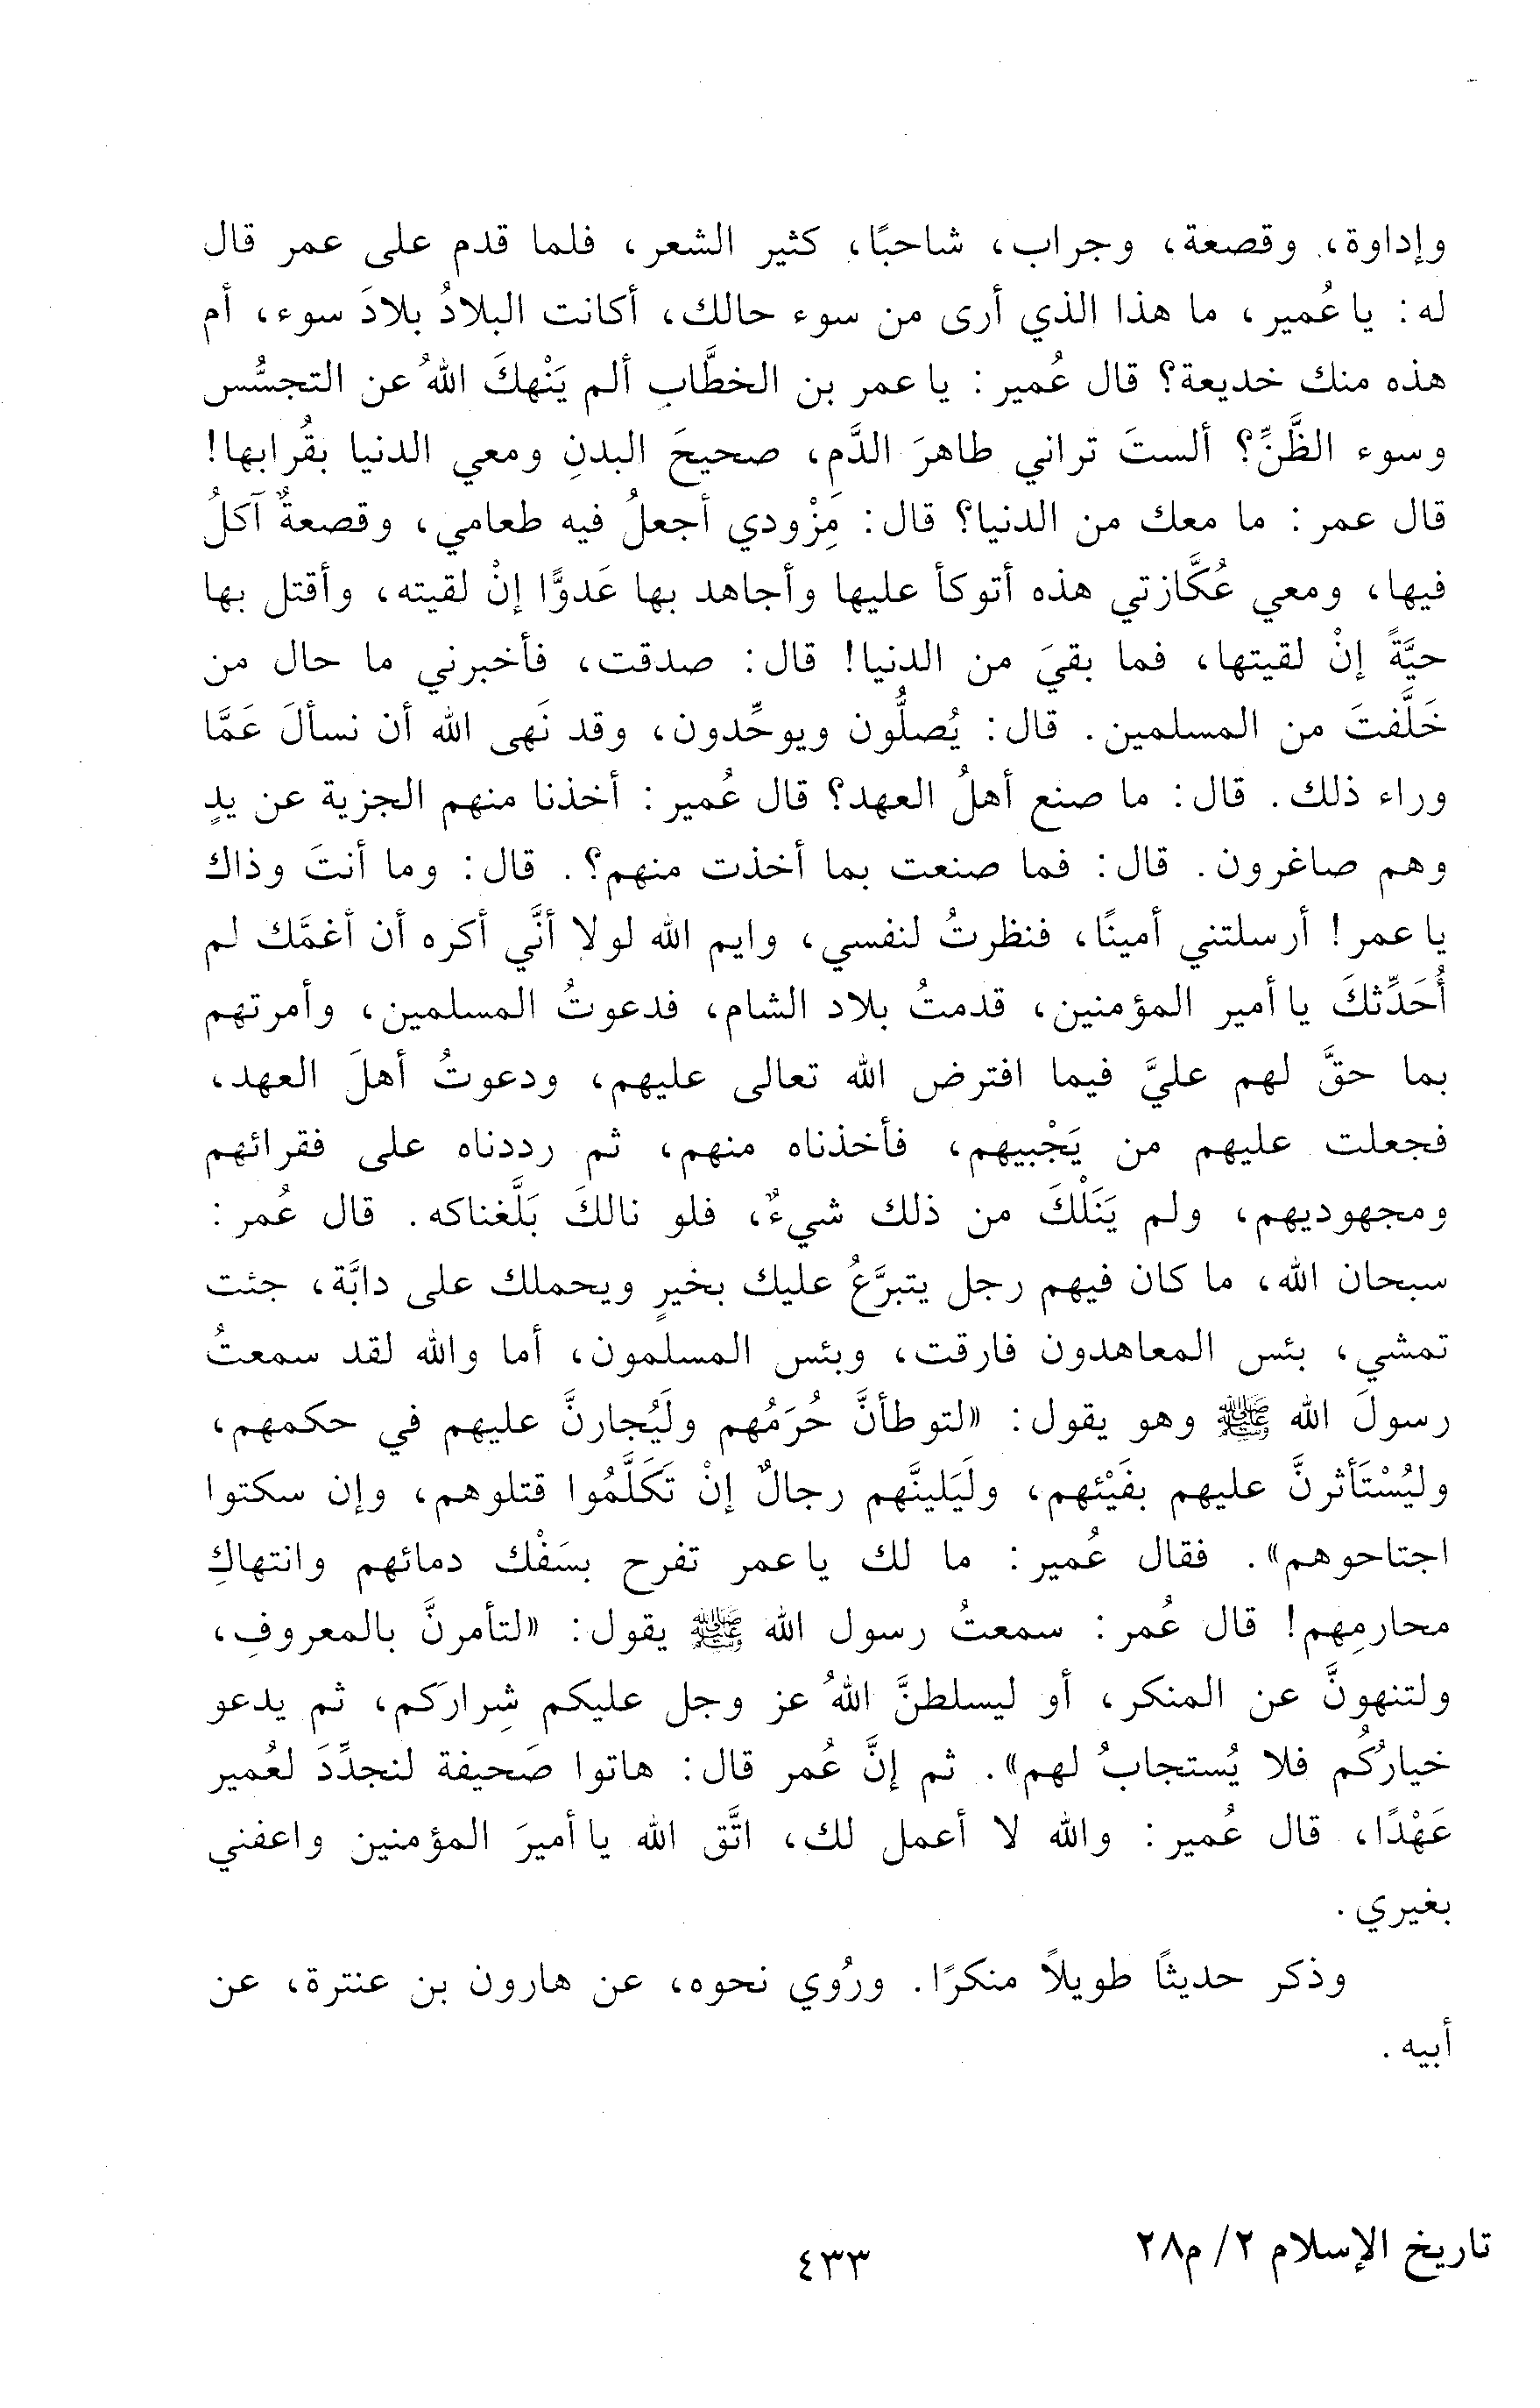 وإداوة، وقصعة، وجراب، شاحبًا، كثير الشعر، فلما قدم على عمر قال
له: يا عُمير، ما هذا الذي أرى من سوء حالك، أكانت البلادُ بلادَ سوء، أم
هذه منك خديعة؟ قال عُمير: يا عمر بن الخطَّابِ ألم يَنْهكَ اللهُ عن التجسُّس
وسوء الظَّنِّ؟ ألستَ تراني طاهرَ الدَّم، صحيحَ البدنِ ومعي الدنيا بقُرابها!
قال عمر: ما معك من الدنيا؟ قال: مِزْودي أجعلُ فيه طعامي، وقصعةٌ آكلُ
فيها، ومعي عُكَّازتي هذه أتوكأ عليها وأجاهد بها عَدوًّا إنْ لقيته، وأقتل بها
حيَّةً إنْ لقيتها، فما بقيَ من الدنيا! قال: صدقت، فأخبرني ما حال من
خَلَّفتَ من المسلمين. قال: يُصلُّون ويوحِّدون، وقد نَهى الله أن نسألَ عَمَّا
وراء ذلك. قال: ما صنع أهلُ العهد؟ قال عُمير: أخذنا منهم الجزية عن يدٍ
وهم صاغرون. قال: فما صنعت بما أخذت منهم؟. قال: وما أنتَ وذاك
يا عمر! أرسلتني أمينًا، فنظرتُ لنفسي، وايم الله لولا أنَّي أكره أن أغمَّك لم
أُحَدِّثكَ يا أمير المؤمنين، قدمتُ بلاد الشام، فدعوتُ المسلمين، وأمرتهم
بما حقَّ لهم عليَّ فيما افترض الله تعالى عليهم، ودعوتُ أهلَ العهد،
فجعلت عليهم من يَجْبيهم، فأخذناه منهم، ثم رددناه على فقرائهم
ومجهوديهم، ولم يَنَلْكَ من ذلك شيءٌ، فلو نالكَ بَلَّغناكه. قال عُمر:
سبحان الله، ما كان فيهم رجل يتبرَّعُ عليك بخيرٍ ويحملك على دابَّة، جئت
تمشي، بئس المعاهدون فارقت، وبئس المسلمون، أما والله لقد سمعتُ
رسولَ الله ﷺ وهو يقول: «لتوطأنَّ حُرَمُهم ولَيُجارنَّ عليهم في حكمهم،
وليُسْتَأثرنَّ عليهم بفَيْئهم، ولَيَلينَّهم رجالٌ إنْ تَكَلَّمُوا قتلوهم، وإن سكتوا
اجتاحوهم». فقال عُمير: ما لك يا عمر تفرح بسَفْك دمائهم وانتهاكِ
محارمِهم! قال عُمر: سمعتُ رسول الله ﷺ يقول: «لتأمرنَّ بالمعروفِ،
ولتنهونَّ عن المنكر، أو ليسلطنَّ اللهُ عز وجل عليكم شِراركم، ثم يدعو
خيارُكُم فلا يُستجابُ لهم». ثم إنَّ عُمر قال: هاتوا صَحيفة لنجدِّدَ لعُمير
عَهْدًا، قال عُمير: والله لا أعمل لك، اتَّق الله يا أميرَ المؤمنين واعفني
بغيري.
وذكر حديثًا طويلاً منكرًا. ورُوي نحوه، عن هارون بن عنترة، عن
أبيه.
تاريخ الإسلام ٢/ م٢٨
٤٣٣